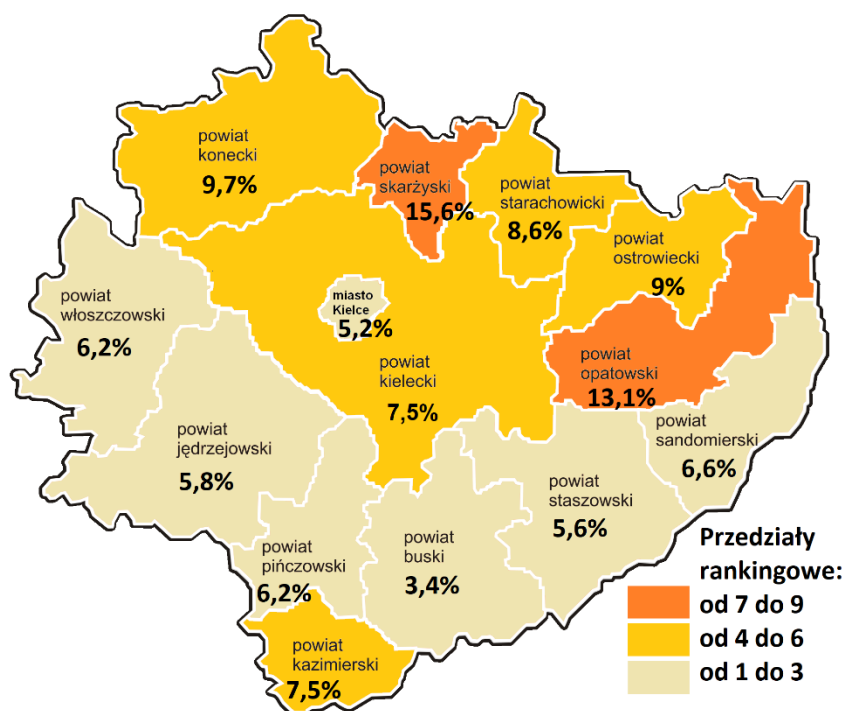 powiat
konecki
9,7%
powiat
skarżyski
15,6%
powiat
starachowicki
8,6%
powiat
ostrowiecki
9%
powiat
włoszczowski
6,2%
miasto
Kielce
5,2%
powiat
kielecki
7,5%
powiat
opatowski
13,1%
powiat
sandomierski
6,6%
powiat
jędrzejowski
5,8%
powiat
staszowski
5,6%
powiat
pińczowski
6,2%
powiat
buski
3,4%
powiat
kazimierski
7,5%
Przedziały
rankingowe:
od 7 do 9
od 4 do 6
od 1 do 3